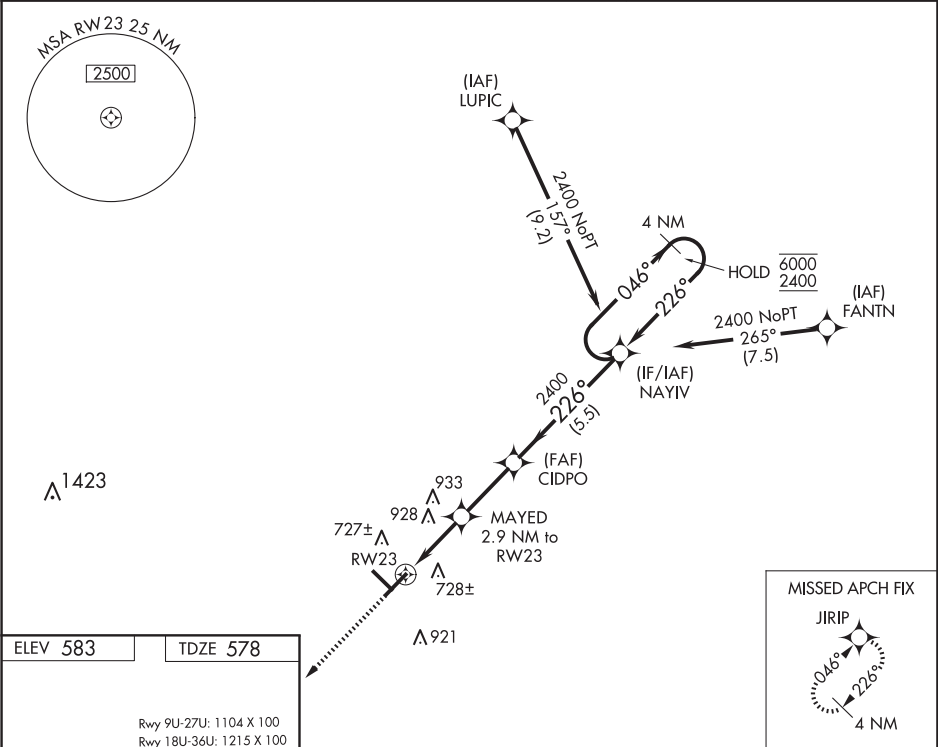 MSA RW23 25 NM
2500
(IAF)
LUPIC
2400 NoPT
157°
(9.2)
4 NM
046°
226°
HOLD
6000
2400
(IAF)
FANTN
2400 NoPT
265°
(7.5)
(IF/IAF)
NAYIV
2400
226°
(5.5)
(FAF)
CIDPO
1423
933
928
MAYED
2.9 NM to
RW23
727±
RW23
728±
921
ELEV 583
TDZE 578
Rwy 9U-27U: 1104 X 100
Rwy 18U-36U: 1215 X 100
MISSED APCH FIX
JIRIP
046°
226°
4 NM